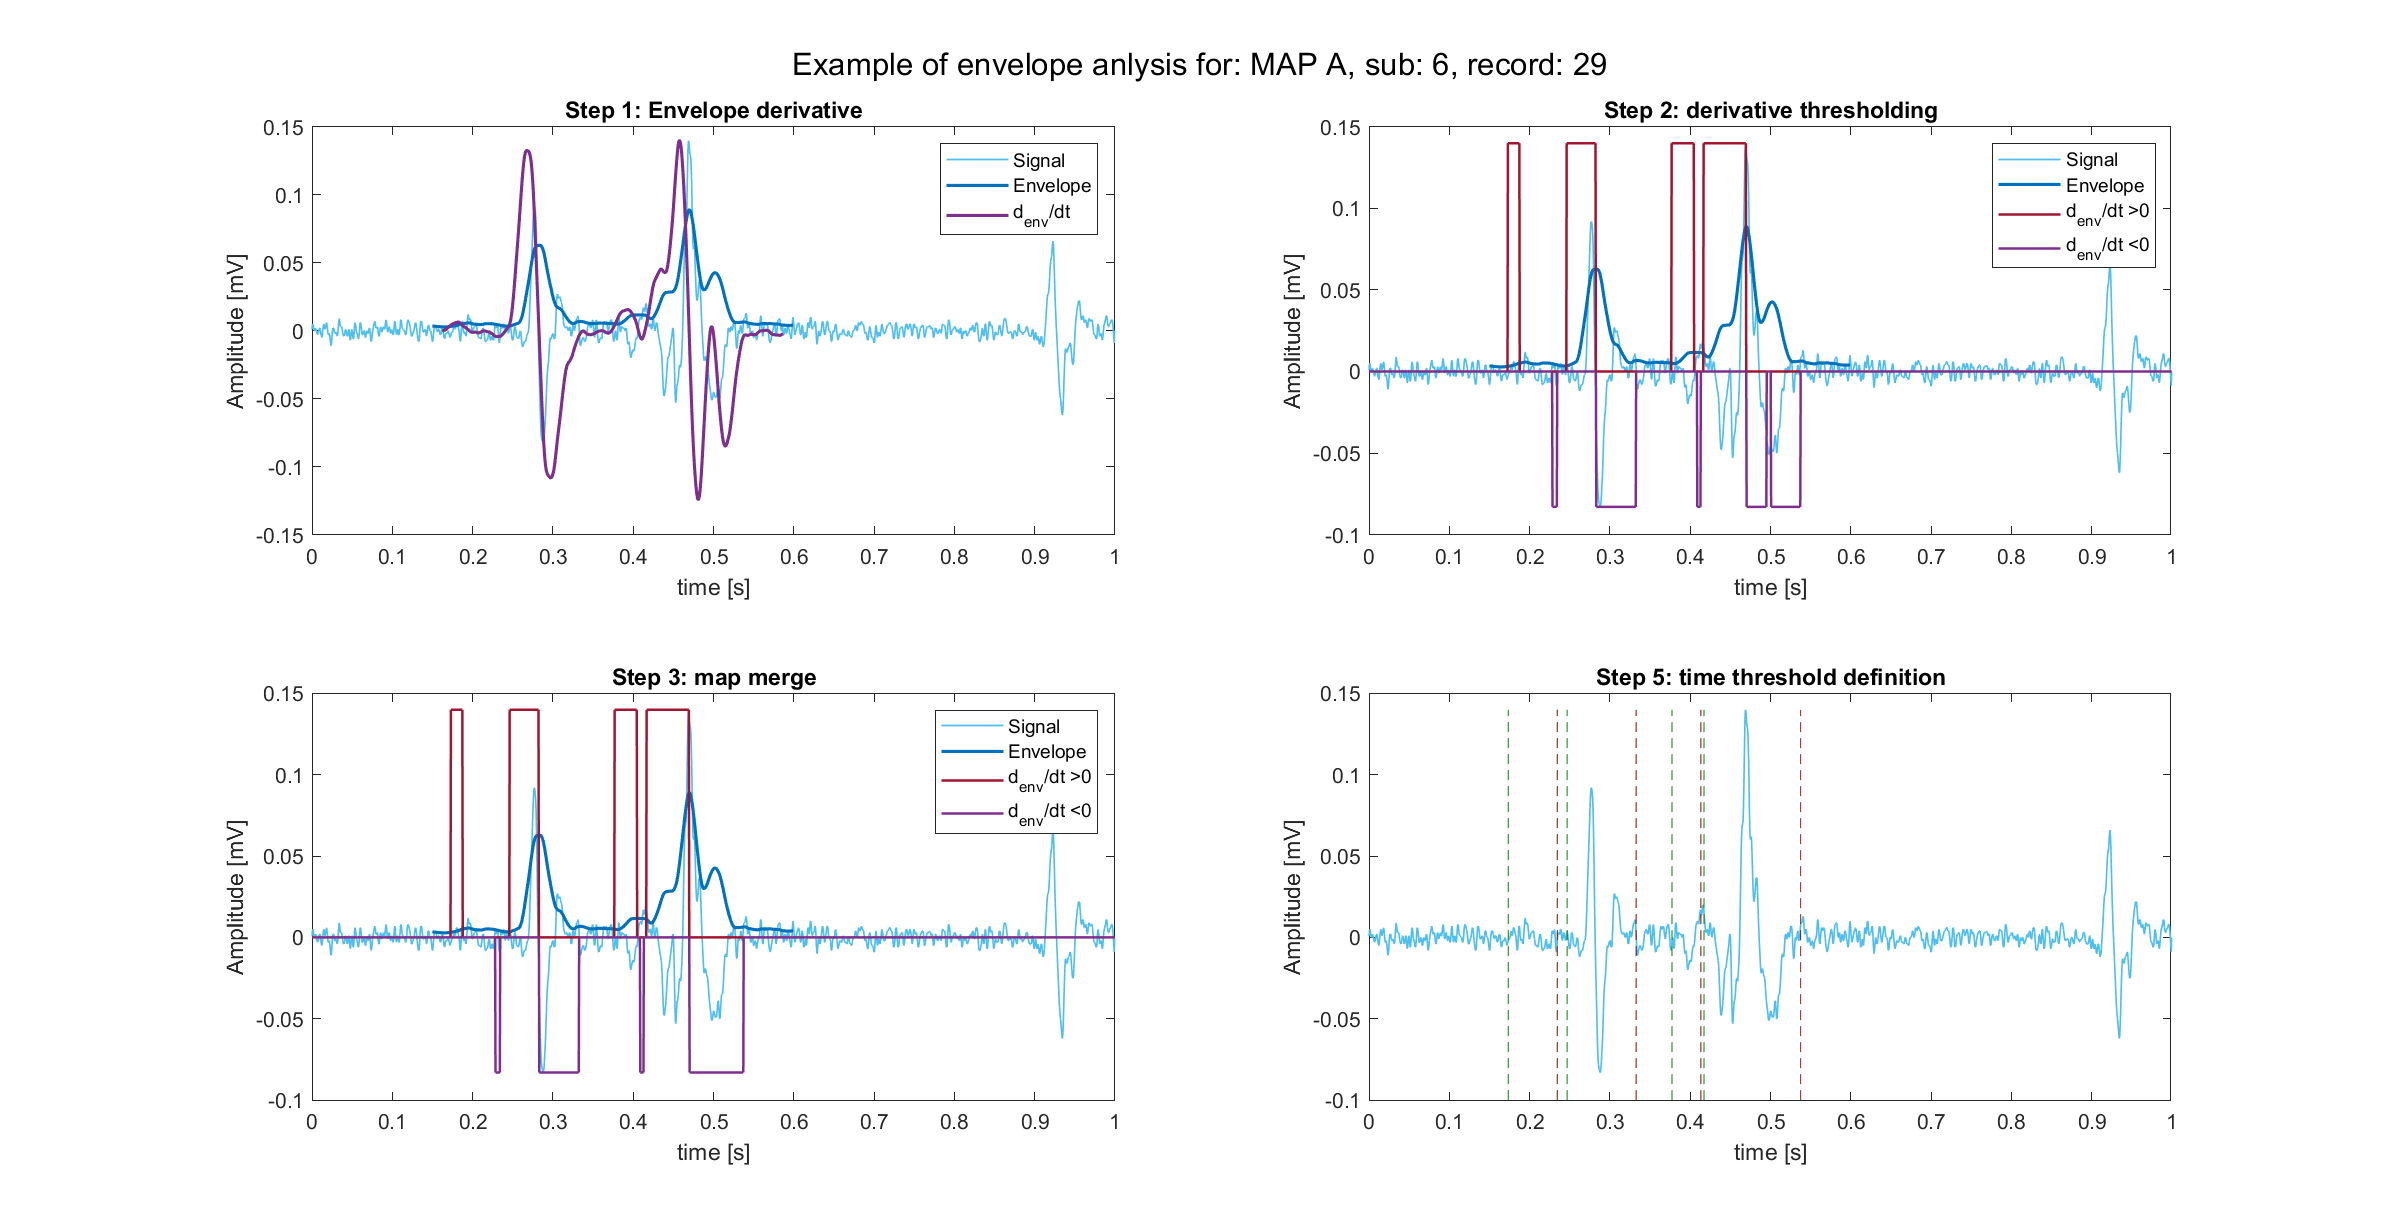 Example of envelope anlysis for: MAP A, sub: 6, record: 29
Step 1: Envelope derivative
0.15
0.1
0.05
0
-0.05
-0.1
-0.15
Amplitude [mV]
0 0.1 0.2 0.3 0.4 0.5 0.6 0.7 0.8 0.9 1
time [s]
Signal
Envelope
d_env/dt
Step 2: derivative thresholding
0.15
0.1
0.05
0
-0.05
-0.1
Amplitude [mV]
0 0.1 0.2 0.3 0.4 0.5 0.6 0.7 0.8 0.9 1
time [s]
Signal
Envelope
d_env/dt >0
d_env/dt <0
Step 3: map merge
0.15
0.1
0.05
0
-0.05
-0.1
Amplitude [mV]
0 0.1 0.2 0.3 0.4 0.5 0.6 0.7 0.8 0.9 1
time [s]
Signal
Envelope
d_env/dt >0
d_env/dt <0
Step 5: time threshold definition
0.15
0.1
0.05
0
-0.05
-0.1
Amplitude [mV]
0 0.1 0.2 0.3 0.4 0.5 0.6 0.7 0.8 0.9 1
time [s]